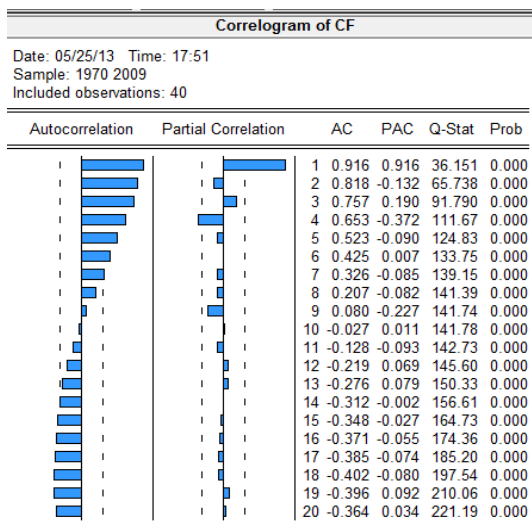 Correlogram of CF
Date: 05/25/13 Time: 17:51
Sample: 1970 2009
Included observations: 40
Autocorrelation Partial Correlation AC PAC Q-Stat Prob
1 0.916 0.916 36.151 0.000
2 0.818 -0.132 65.738 0.000
3 0.757 0.190 91.790 0.000
4 0.653 -0.372 111.67 0.000
5 0.523 -0.090 124.83 0.000
6 0.425 0.007 133.75 0.000
7 0.326 -0.085 139.15 0.000
8 0.207 -0.082 141.39 0.000
9 0.080 -0.227 141.74 0.000
10 -0.027 0.011 141.78 0.000
11 -0.128 -0.093 142.73 0.000
12 -0.219 0.069 145.60 0.000
13 -0.276 0.079 150.33 0.000
14 -0.312 -0.002 156.61 0.000
15 -0.348 -0.027 164.73 0.000
16 -0.371 -0.055 174.36 0.000
17 -0.385 -0.074 185.20 0.000
18 -0.402 -0.080 197.54 0.000
19 -0.396 0.092 210.06 0.000
20 -0.364 0.034 221.19 0.000